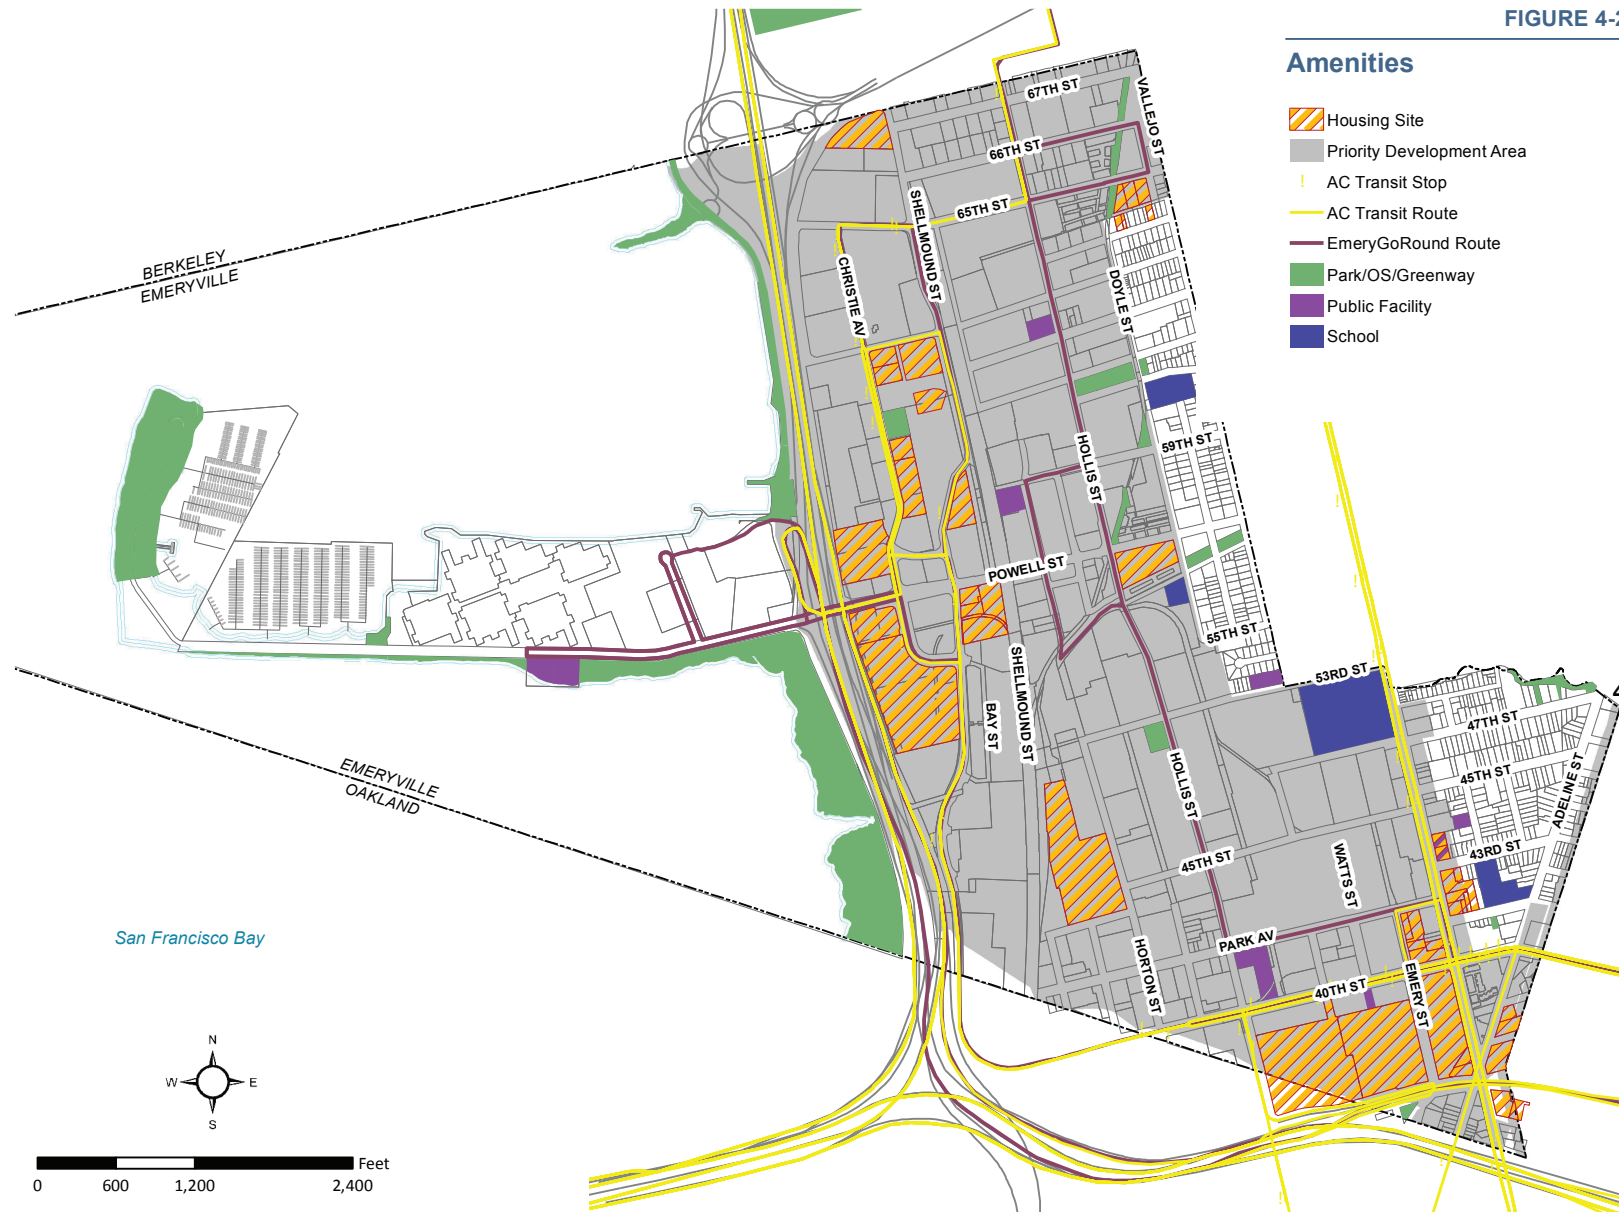 FIGURE 4-2
Amenities
Housing Site
Priority Development Area
! AC Transit Stop
AC Transit Route
EmeryGoRound Route
Park/OS/Greenway
Public Facility
School
67TH ST
VALLEJO ST
66TH ST
65TH ST
SHELLMOUND ST
CHRISTIE AV
DOYLE ST
BERKELEY
EMERYVILLE
HOLLIS ST
59TH ST
POWELL ST
55TH ST
53RD ST
SHELLMOUND ST
BAY ST
47TH ST
45TH ST
ADELINE ST
HOLLIS ST
EMERYVILLE
OAKLAND
45TH ST
WATTS ST
43RD ST
PARK AV
HORTON ST
40TH ST
EMERY ST
San Francisco Bay
N
W
E
S
Feet
0
600
1,200
2,400